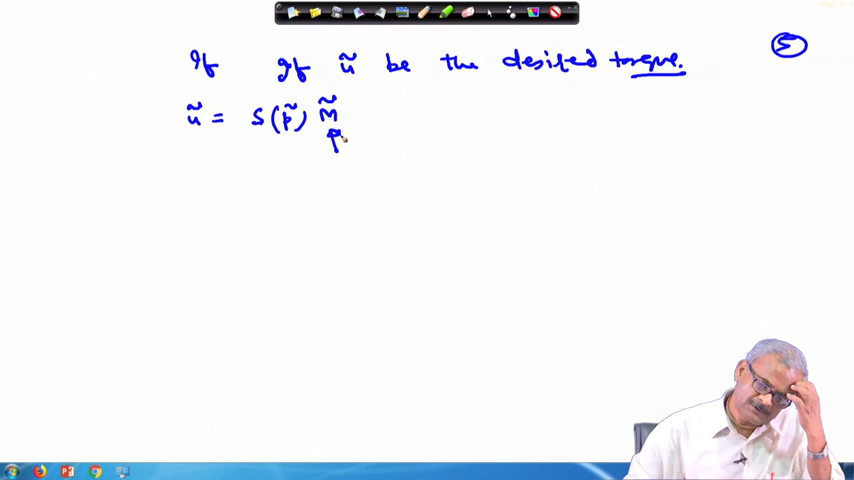 If If ũ be the desired torque.
5
ũ = S(p̃) M̃